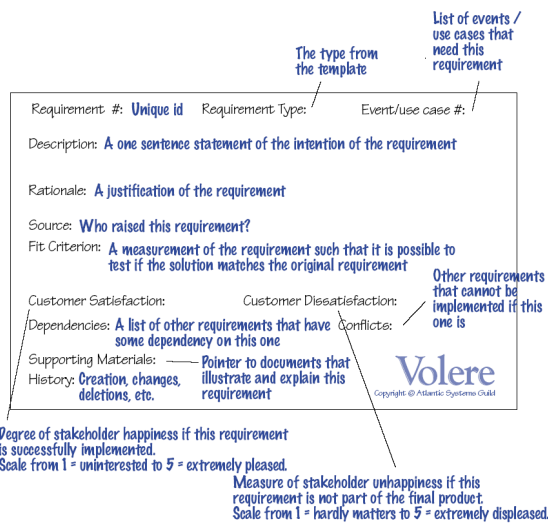 List of events /
use cases that
need this
requirement
The type from
the template
Requirement #: Unique id Requirement Type: Event/use case #:
Description: A one sentence statement of the intention of the requirement
Rationale: A justification of the requirement
Source: Who raised this requirement?
Fit Criterion: A measurement of the requirement such that it is possible to
test if the solution matches the original requirement
Other requirements
that cannot be
implemented if this
one is
Customer Satisfaction: Customer Dissatisfaction:
Dependencies: A list of other requirements that have Conflicts:
some dependency on this one
Supporting Materials: Pointer to documents that
illustrate and explain this
requirement
History: Creation, changes,
deletions, etc.
Volere
Copyright © Atlantic Systems Guild
Degree of stakeholder happiness if this requirement
is successfully implemented.
Scale from 1 = uninterested to 5 = extremely pleased.
Measure of stakeholder unhappiness if this
requirement is not part of the final product.
Scale from 1 = hardly matters to 5 = extremely displeased.